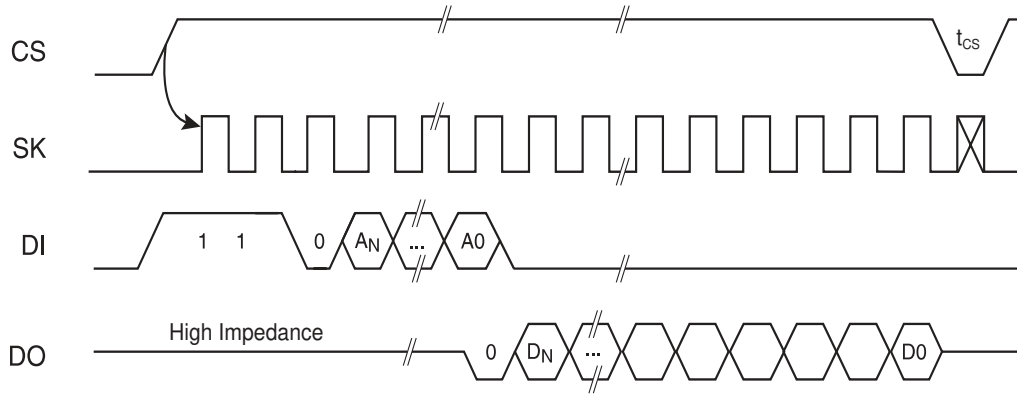 CS
t_CS
SK
DI
1 1 0 A_N ... A0
DO
High Impedance
0 D_N ... D0